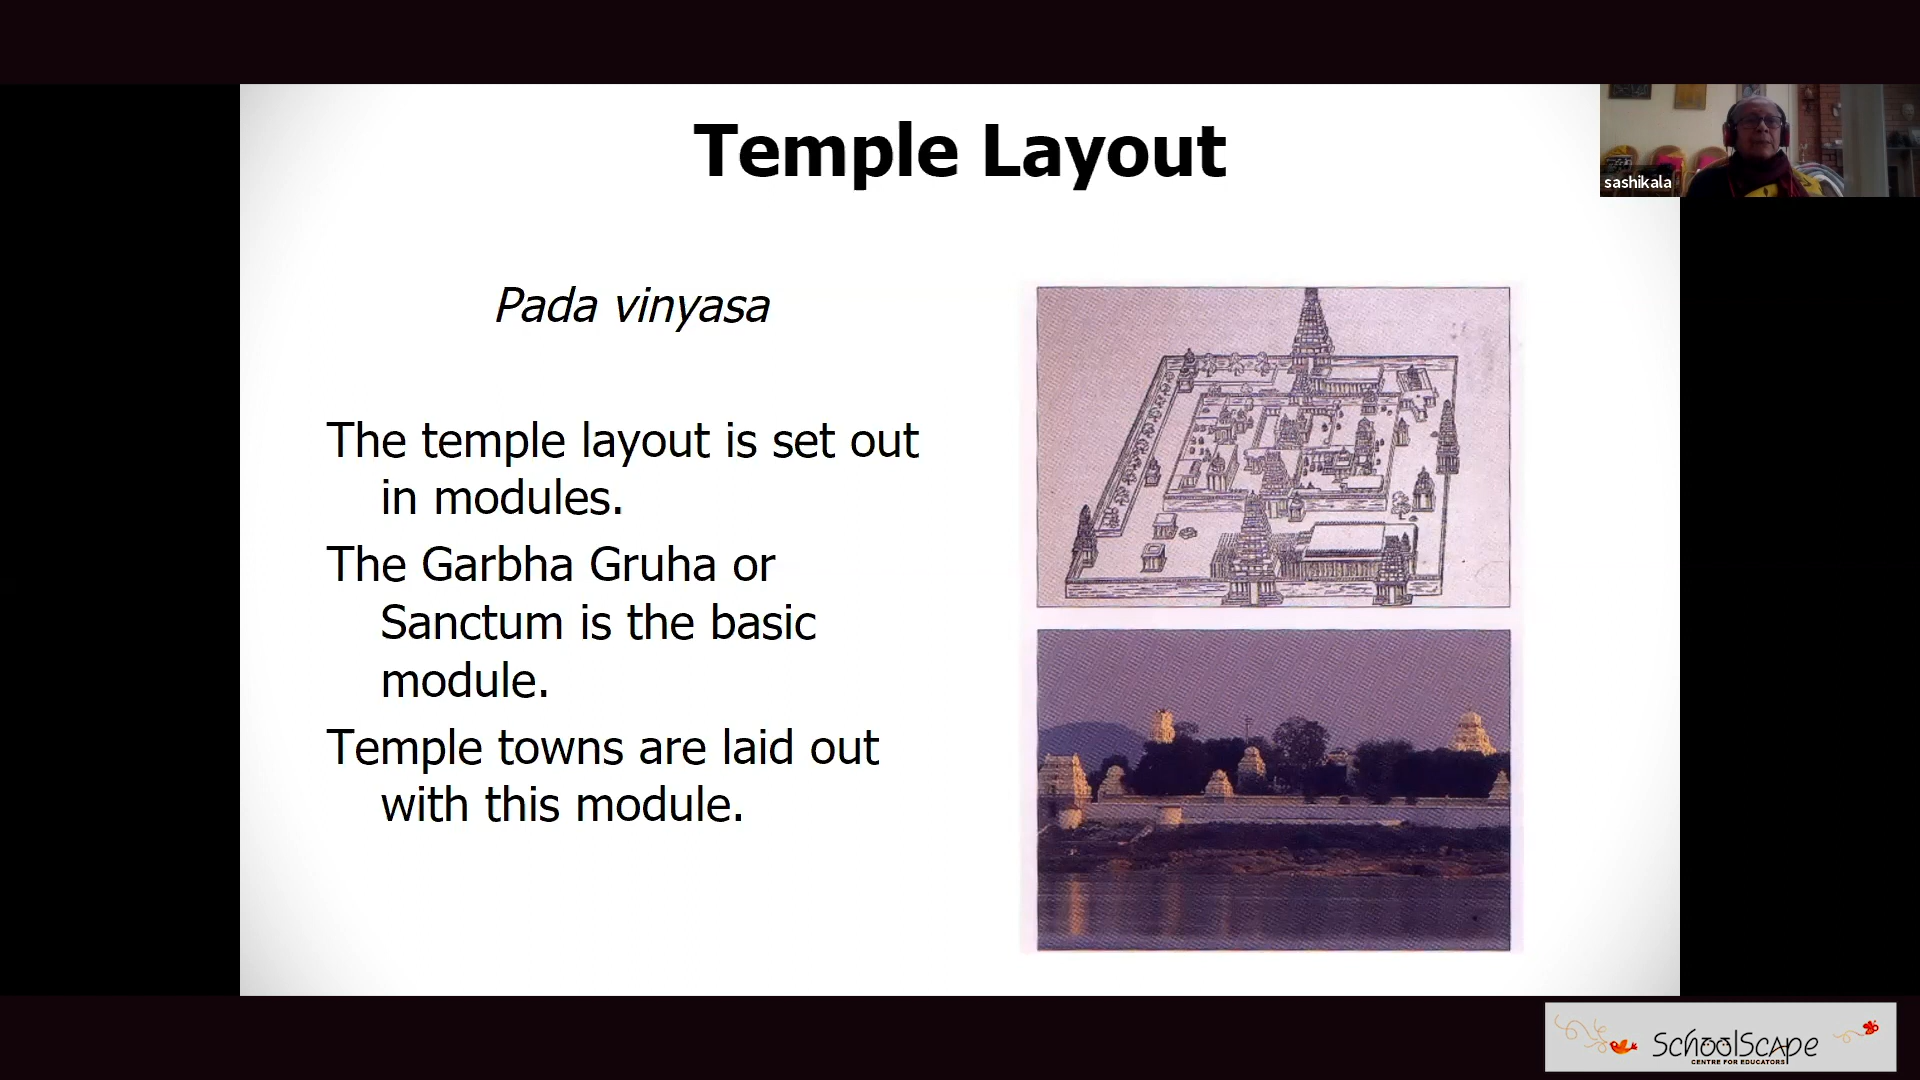 Temple Layout
sashikala
Pada vinyasa
The temple layout is set out
in modules.
The Garbha Gruha or
Sanctum is the basic
module.
Temple towns are laid out
with this module.
SchoolScape
CENTRE FOR EDUCATORS